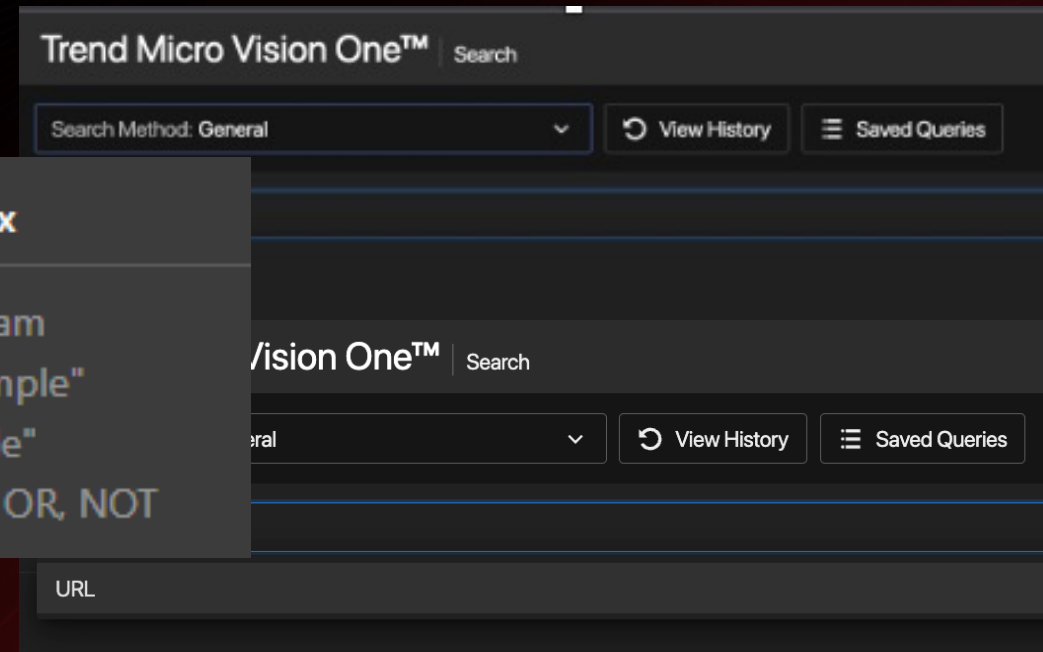 Trend Micro Vision One™ Search
Search Method: General View History Saved Queries
x
am
mple"
e"
OR, NOT
Vision One™ Search
eral View History Saved Queries
URL